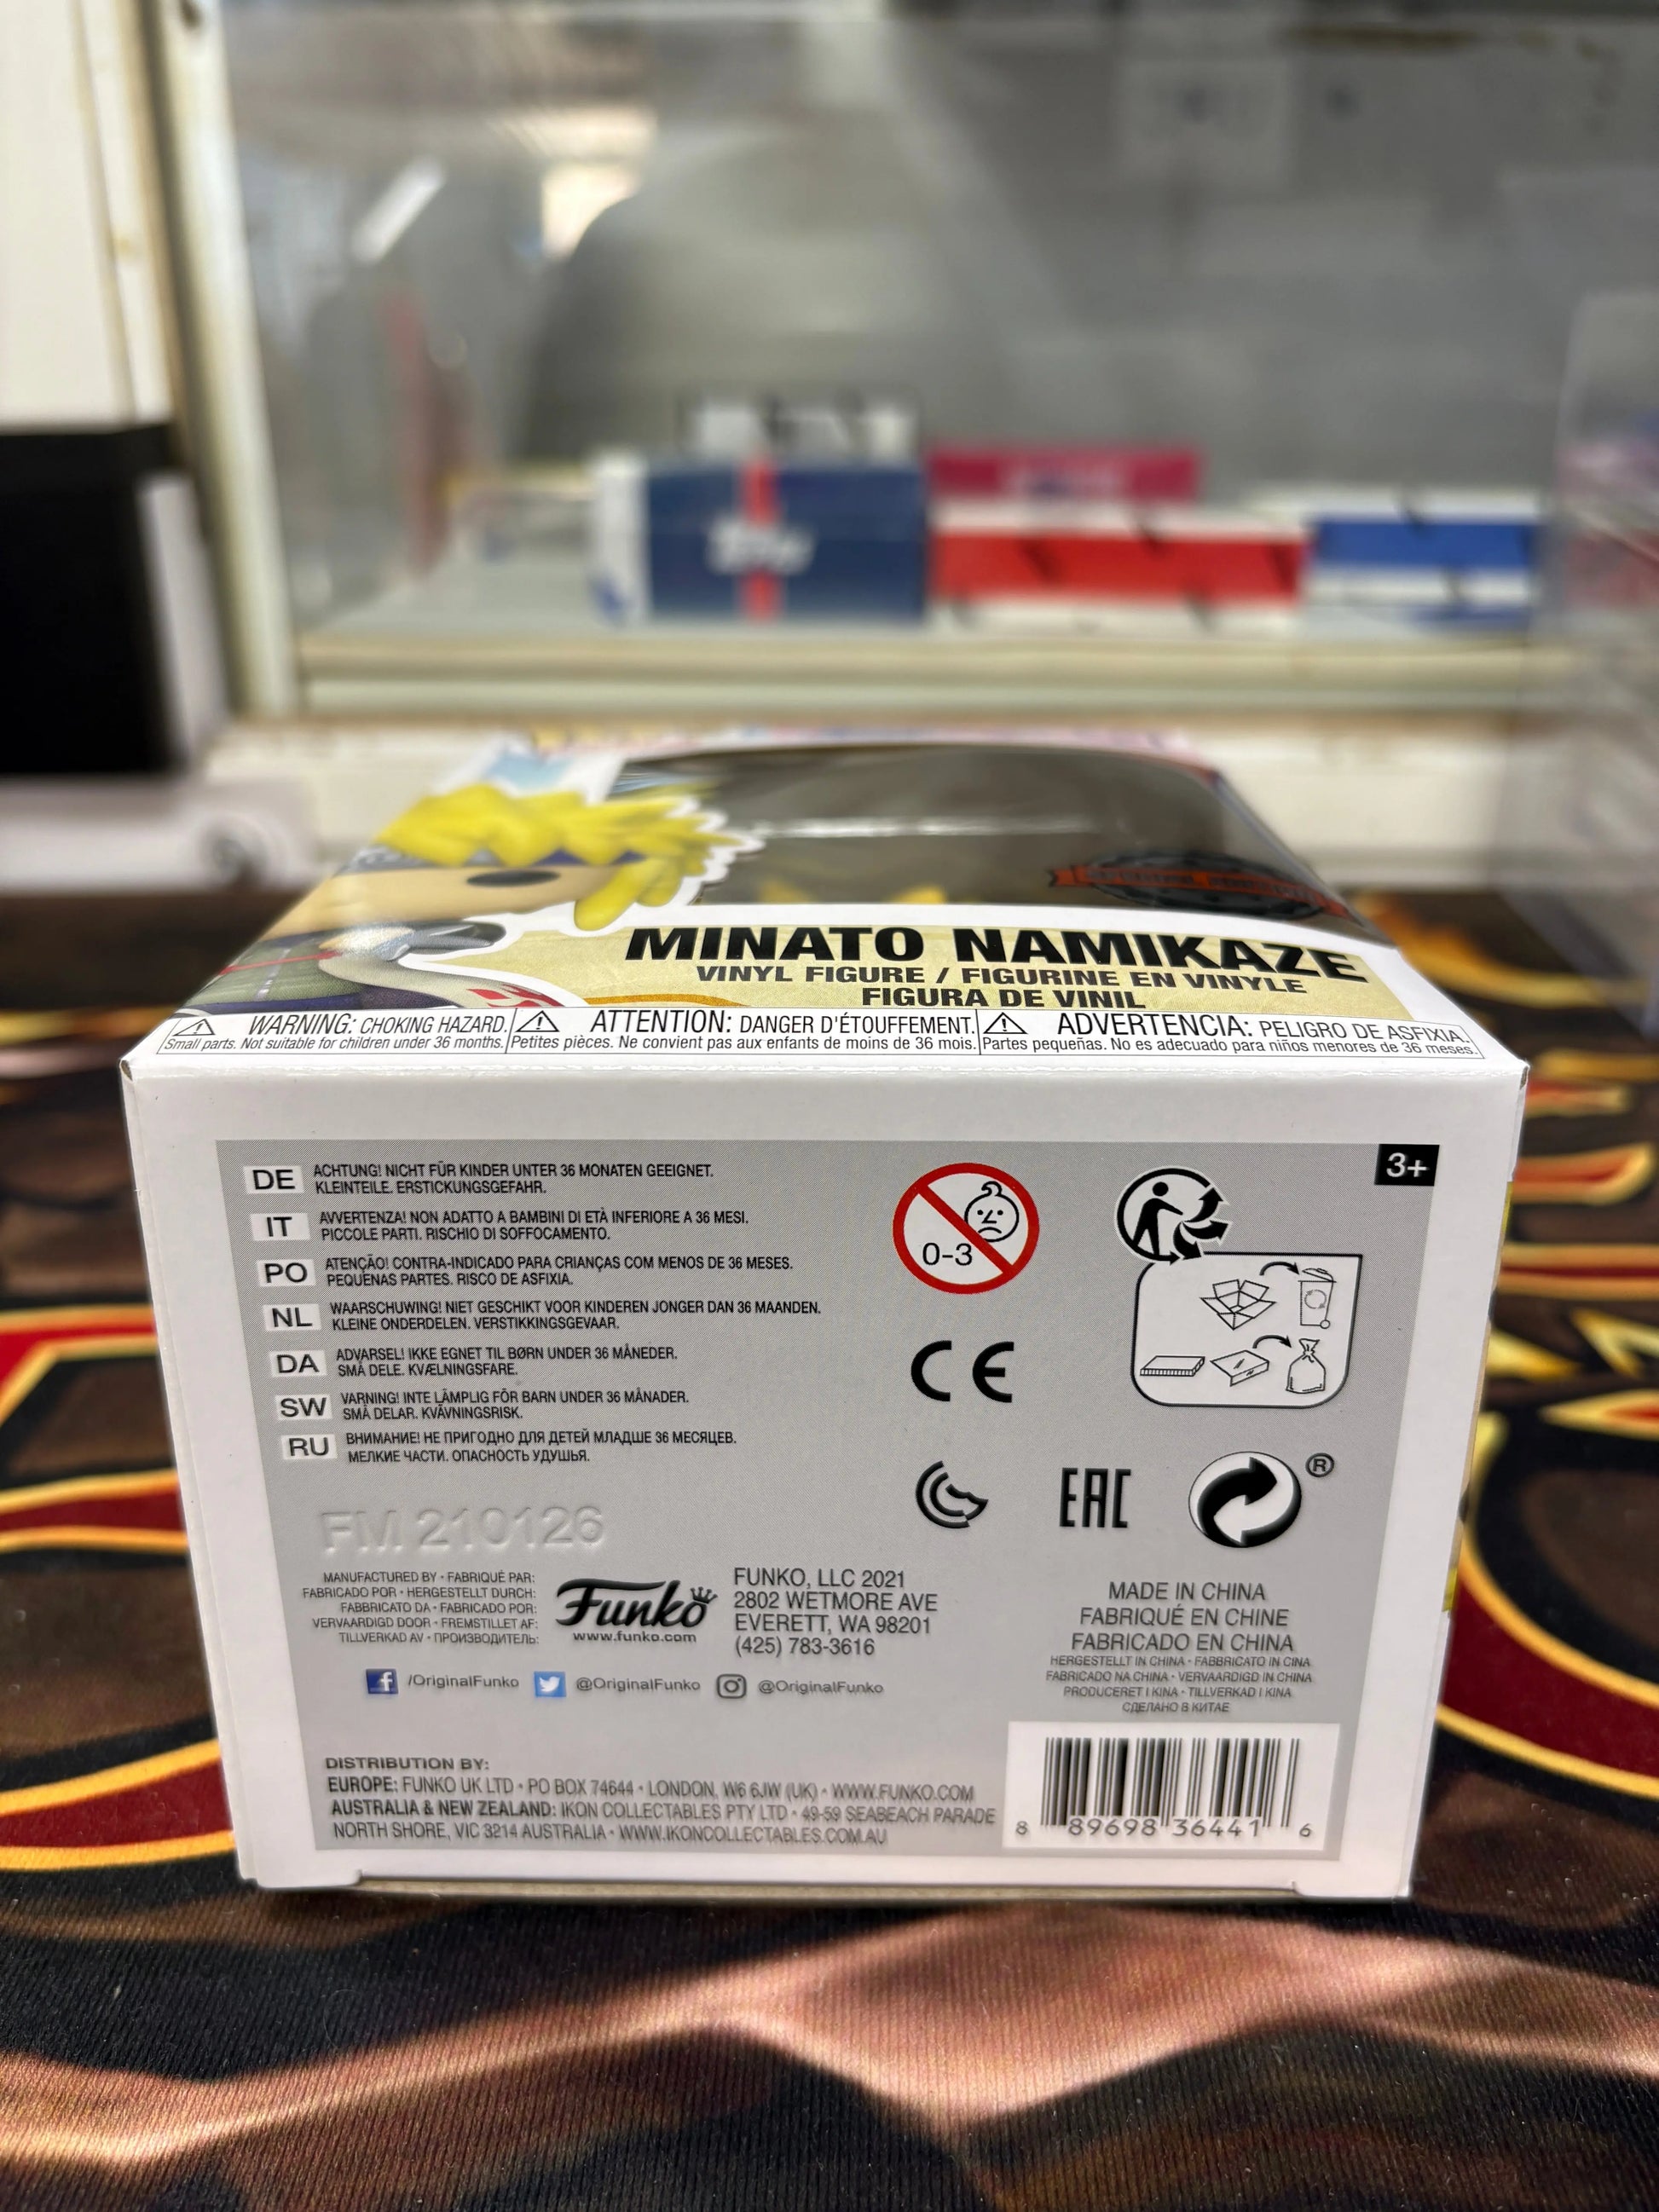 MINATO NAMIKAZE
VINYL FIGURE / FIGURINE EN VINYLE
FIGURA DE VINIL
WARNING: CHOKING HAZARD.
Small parts. Not suitable for children under 36 months.
ATTENTION: DANGER D'ÉTOUFFEMENT.
Petites pièces. Ne convient pas aux enfants de moins de 36 mois.
ADVERTENCIA: PELIGRO DE ASFIXIA.
Partes pequeñas. No es adecuado para niños menores de 36 meses.
3+
DE ACHTUNG! NICHT FÜR KINDER UNTER 36 MONATEN GEEIGNET.
KLEINTEILE. ERSTICKUNGSGEFAHR.
IT AVVERTENZA! NON ADATTO A BAMBINI DI ETÀ INFERIORE A 36 MESI.
PICCOLE PARTI. RISCHIO DI SOFFOCAMENTO.
PO ATENÇÃO! CONTRA-INDICADO PARA CRIANÇAS COM MENOS DE 36 MESES.
PEQUENAS PARTES. RISCO DE ASFIXIA.
NL WAARSCHUWING! NIET GESCHIKT VOOR KINDEREN JONGER DAN 36 MAANDEN.
KLEINE ONDERDELEN. VERSTIKKINGSGEVAAR.
DA ADVARSEL! IKKE EGNET TIL BØRN UNDER 36 MÅNEDER.
SMÅ DELE. KVÆLNINGSFARE.
SW VARNING! INTE LÄMPLIG FÖR BARN UNDER 36 MÅNADER.
SMÅ DELAR. KVÄVNINGSRISK.
RU ВНИМАНИЕ! НЕ ПРИГОДНО ДЛЯ ДЕТЕЙ МЛАДШЕ 36 МЕСЯЦЕВ.
МЕЛКИЕ ЧАСТИ. ОПАСНОСТЬ УДУШЬЯ.
0-3
CE
EAC
®
FM 210126
MANUFACTURED BY • FABRIQUÉ PAR:
FABRICADO POR • HERGESTELLT DURCH:
FABBRICATO DA • FABRICADO POR:
VERVAARDIGD DOOR • FREMSTILLET AF:
TILLVERKAD AV • ПРОИЗВОДИТЕЛЬ:
Funko
www.funko.com
FUNKO, LLC 2021
2802 WETMORE AVE
EVERETT, WA 98201
(425) 783-3616
/OriginalFunko @OriginalFunko @OriginalFunko
MADE IN CHINA
FABRIQUÉ EN CHINE
FABRICADO EN CHINA
HERGESTELLT IN CHINA • FABBRICATO IN CINA
FABRICADO NA CHINA • VERVAARDIGD IN CHINA
PRODUCERET I KINA • TILLVERKAD I KINA
СДЕЛАНО В КИТАЕ
DISTRIBUTION BY:
EUROPE: FUNKO UK LTD • PO BOX 74644 • LONDON, W6 6JW (UK) • WWW.FUNKO.COM
AUSTRALIA & NEW ZEALAND: IKON COLLECTABLES PTY LTD • 49-59 SEABEACH PARADE
NORTH SHORE, VIC 3214 AUSTRALIA • WWW.IKONCOLLECTABLES.COM.AU
8 89698 36441 6